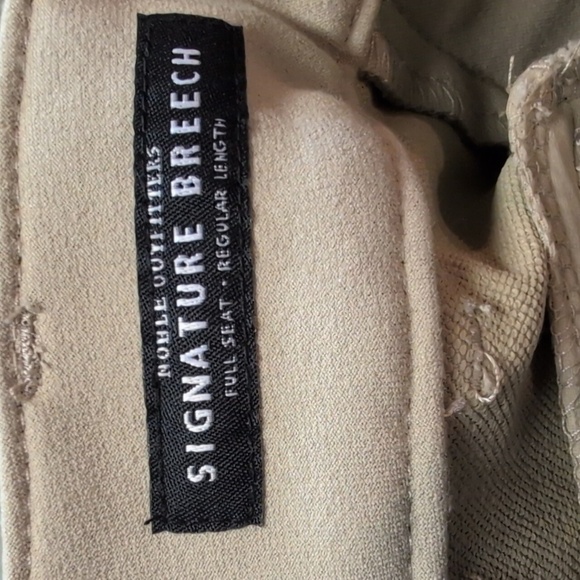 NOBLE OUTFITTERS
SIGNATURE BREECH
FULL SEAT · REGULAR LENGTH